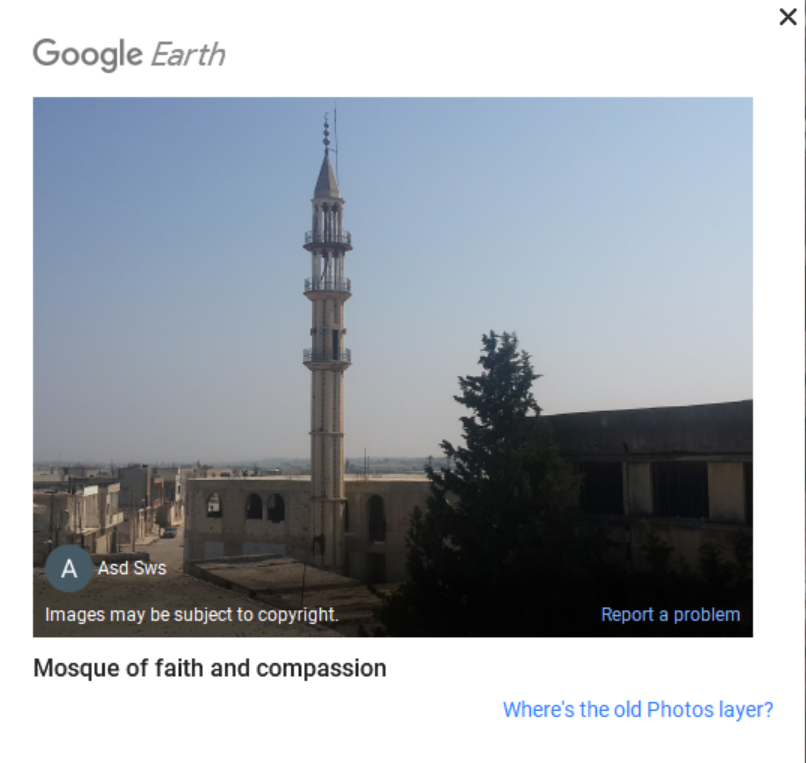 Google Earth
A
Asd Sws
Images may be subject to copyright.
Report a problem
Mosque of faith and compassion
Where's the old Photos layer?